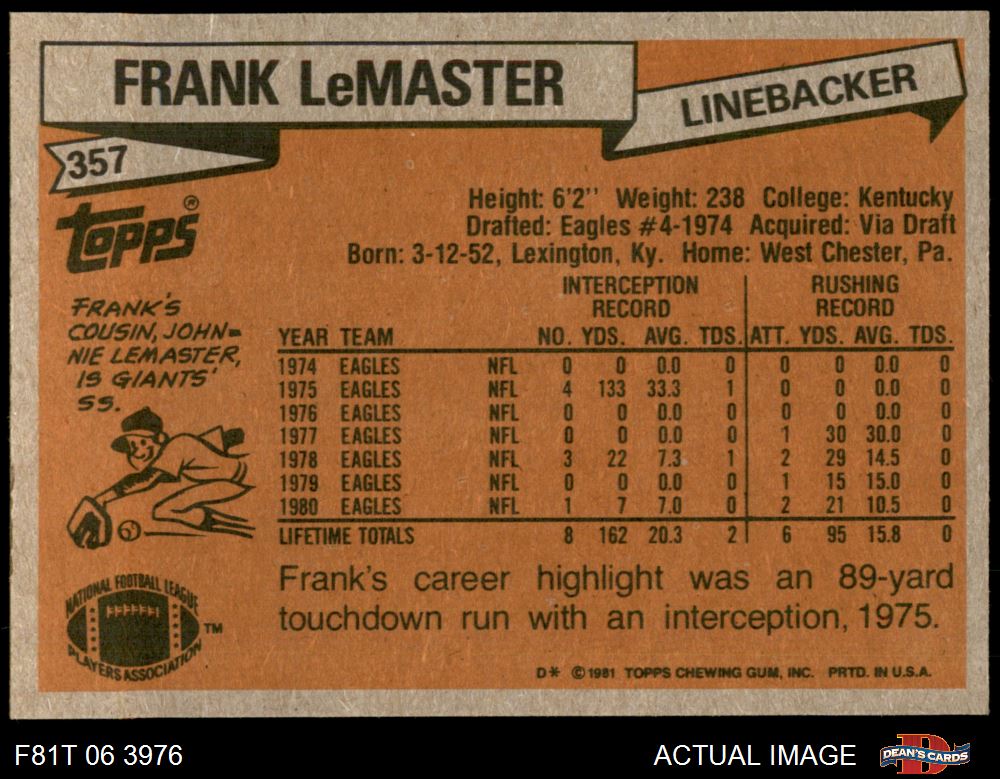 FRANK LeMASTER
LINEBACKER
357
TOPPS®
Height: 6'2'' Weight: 238 College: Kentucky
Drafted: Eagles #4-1974 Acquired: Via Draft
Born: 3-12-52, Lexington, Ky. Home: West Chester, Pa.
FRANK'S
COUSIN, JOHN=
NIE LEMASTER,
IS GIANTS'
SS.
INTERCEPTION RECORD RUSHING RECORD
YEAR TEAM NO. YDS. AVG. TDS. ATT. YDS. AVG. TDS.
1974 EAGLES NFL 0 0 0.0 0 0 0 0.0 0
1975 EAGLES NFL 4 133 33.3 1 0 0 0.0 0
1976 EAGLES NFL 0 0 0.0 0 0 0 0.0 0
1977 EAGLES NFL 0 0 0.0 0 1 30 30.0 0
1978 EAGLES NFL 3 22 7.3 1 2 29 14.5 0
1979 EAGLES NFL 0 0 0.0 0 1 15 15.0 0
1980 EAGLES NFL 1 7 7.0 0 2 21 10.5 0
LIFETIME TOTALS 8 162 20.3 2 6 95 15.8 0
Frank's career highlight was an 89-yard
touchdown run with an interception, 1975.
NATIONAL FOOTBALL LEAGUE
PLAYERS ASSOCIATION
TM
D* © 1981 TOPPS CHEWING GUM, INC. PRTD. IN U.S.A.
F81T 06 3976
ACTUAL IMAGE
D
DEAN'S CARDS